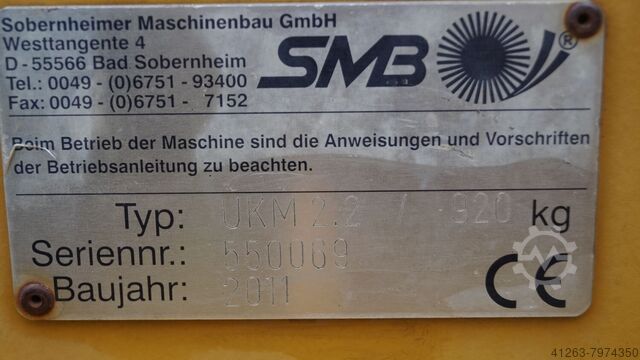 Sobernheimer Maschinenbau GmbH
Westtangente 4
D - 55566 Bad Sobernheim
Tel.: 0049 - (0)6751 - 93400
Fax: 0049 - (0)6751 - 7152
SMB ®
Beim Betrieb der Maschine sind die Anweisungen und Vorschriften
der Betriebsanleitung zu beachten.
Typ: UKM 2.2 / 920 kg
Seriennr.: 550069
Baujahr: 2011
CE
41263-7974350